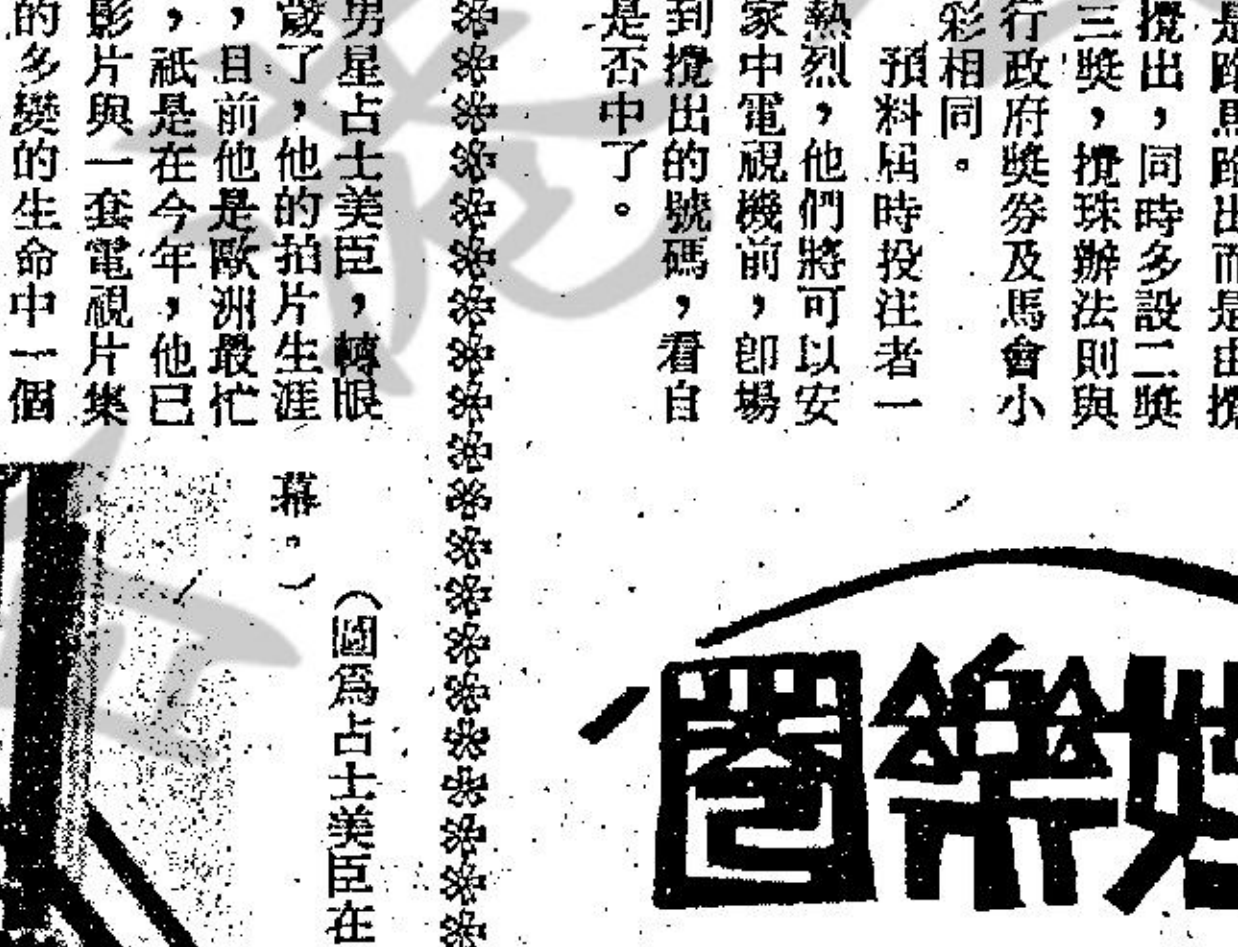 是跑馬跑出而是由攪
攪出，同時多設二獎
三獎，攪珠辦法則與
行政府獎券及馬會小
彩相同。
預料屆時投注者一
熱烈，他們將可以安
家中電視機前，即場
到攪出的號碼，看自
是否中了。
男星占士美臣，轉眼
歲了，他的拍片生涯
，目前他是歐洲最忙
，祇是在今年，他已
影片與一套電視片集
的多變的生命中一個
（圖爲占士美臣在
幕。）
樂圈